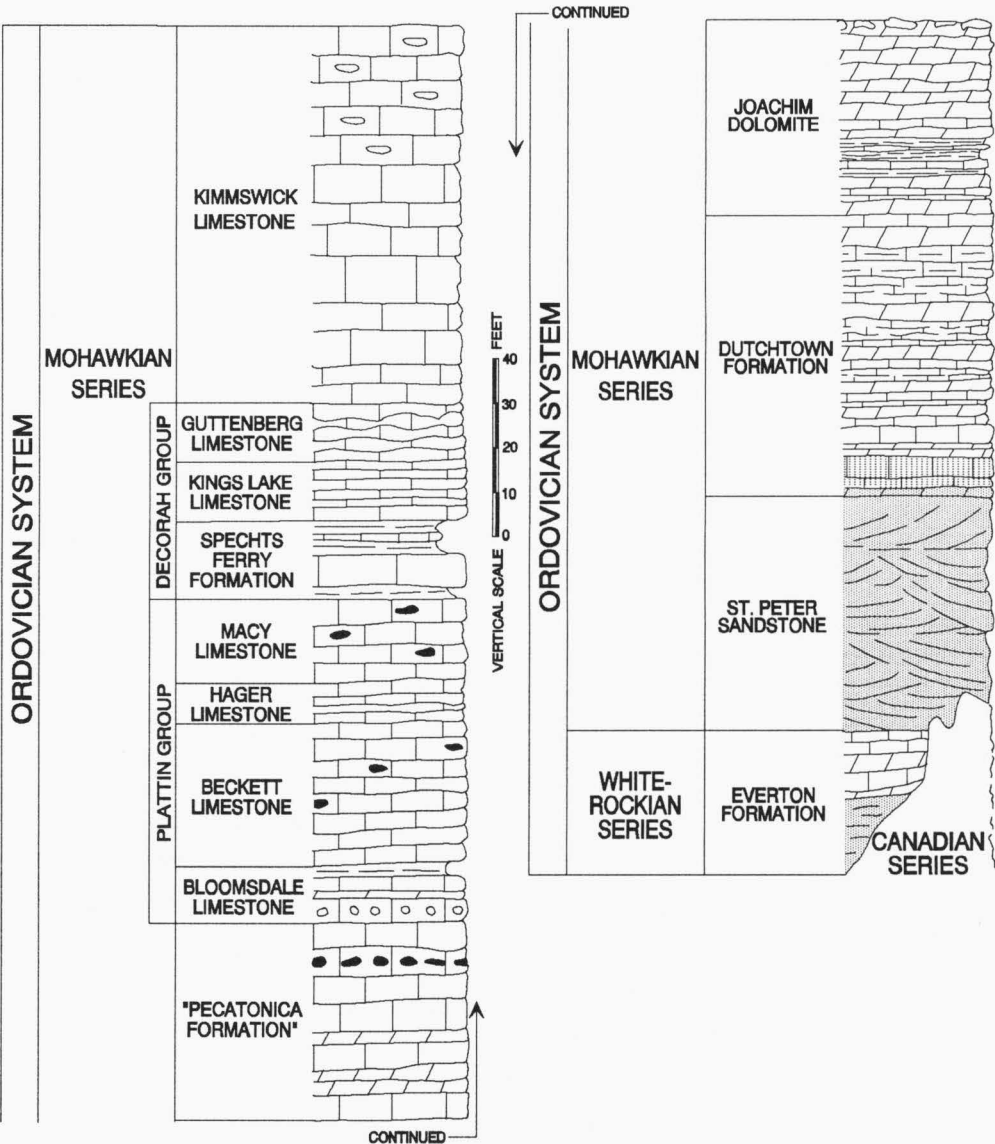 ORDOVICIAN SYSTEM
MOHAWKIAN
SERIES
KIMMSWICK
LIMESTONE
DECORAH GROUP
GUTTENBERG
LIMESTONE
KINGS LAKE
LIMESTONE
SPECHTS
FERRY
FORMATION
PLATTIN GROUP
MACY
LIMESTONE
HAGER
LIMESTONE
BECKETT
LIMESTONE
BLOOMSDALE
LIMESTONE
"PECATONICA
FORMATION"
CONTINUED
VERTICAL SCALE
FEET
40
30
20
10
0
CONTINUED
ORDOVICIAN SYSTEM
MOHAWKIAN
SERIES
JOACHIM
DOLOMITE
DUTCHTOWN
FORMATION
ST. PETER
SANDSTONE
WHITE-
ROCKIAN
SERIES
EVERTON
FORMATION
CANADIAN
SERIES